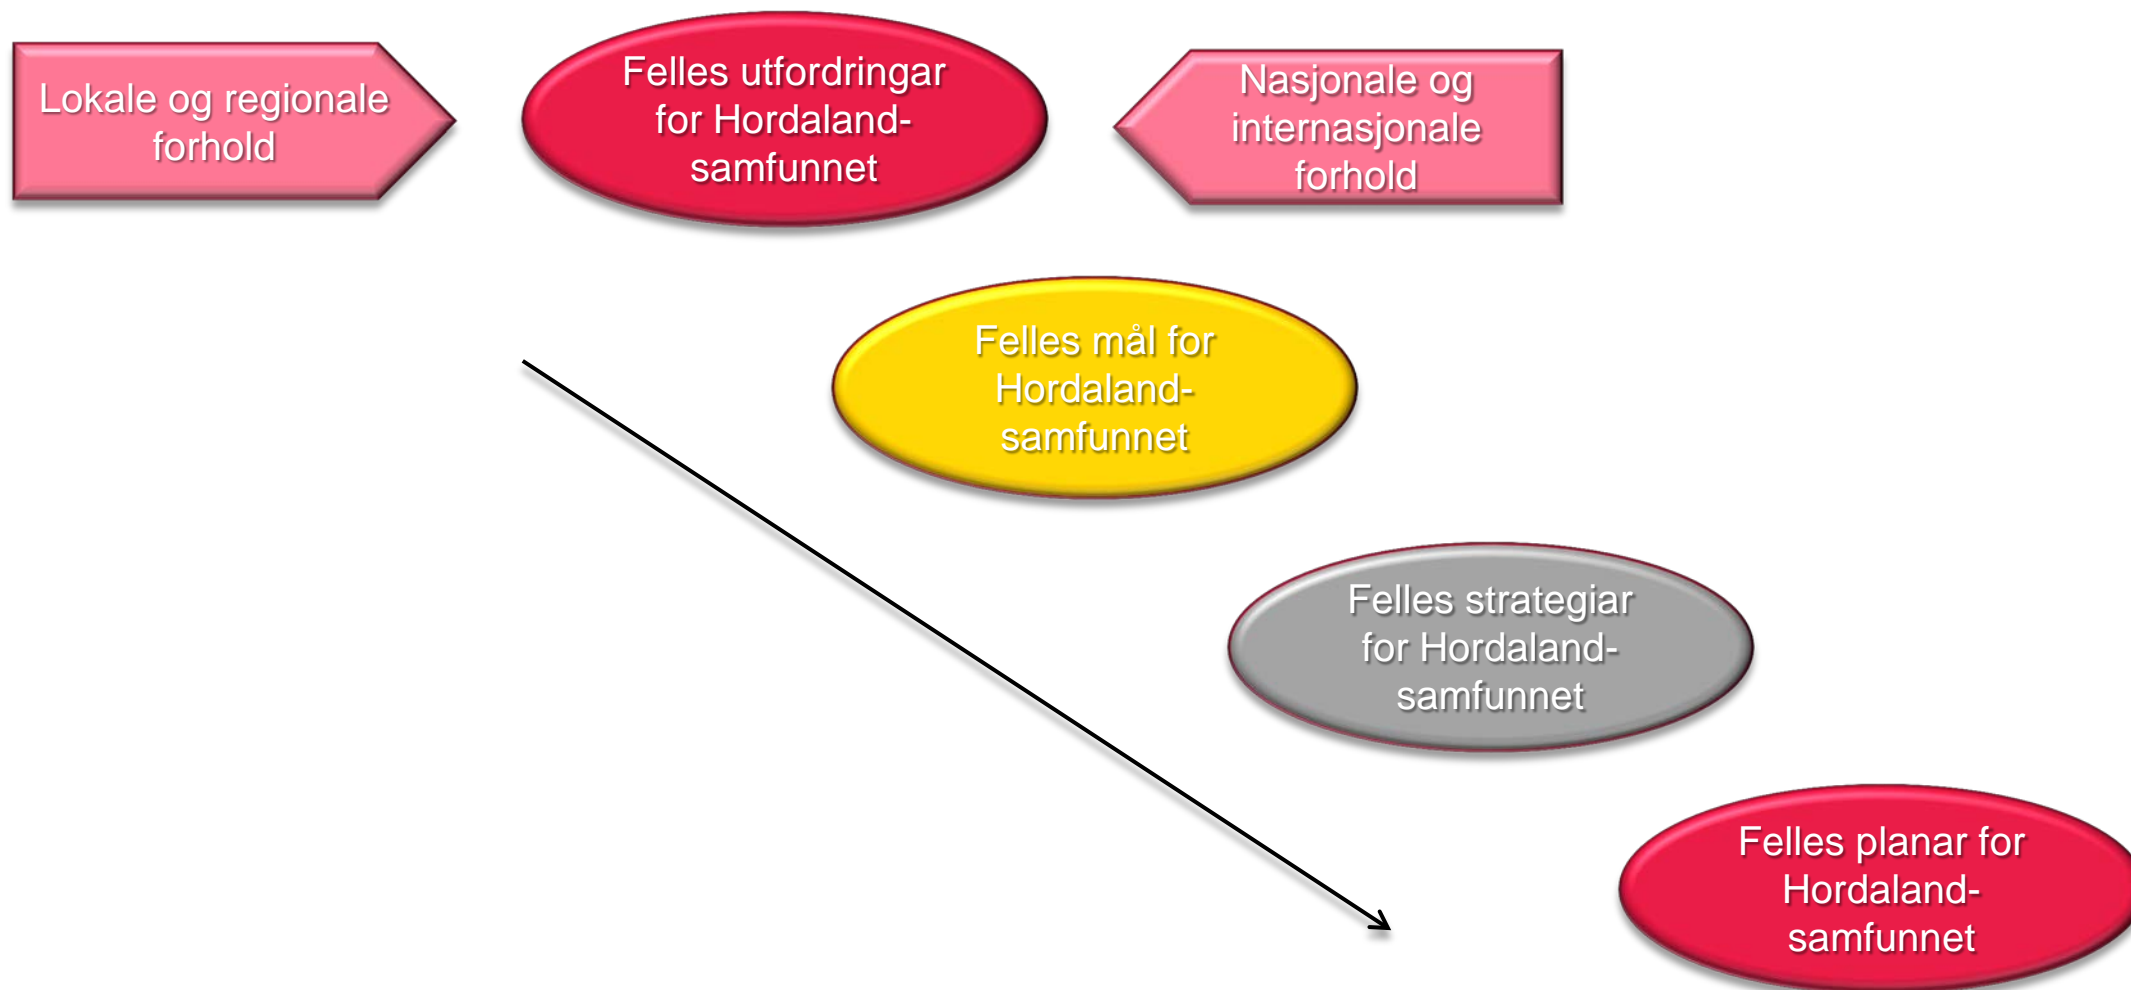 Lokale og regionale
forhold
Felles utfordringar
for Hordaland-
samfunnet
Nasjonale og
internasjonale
forhold
Felles mål for
Hordaland-
samfunnet
Felles strategiar
for Hordaland-
samfunnet
Felles planar for
Hordaland-
samfunnet